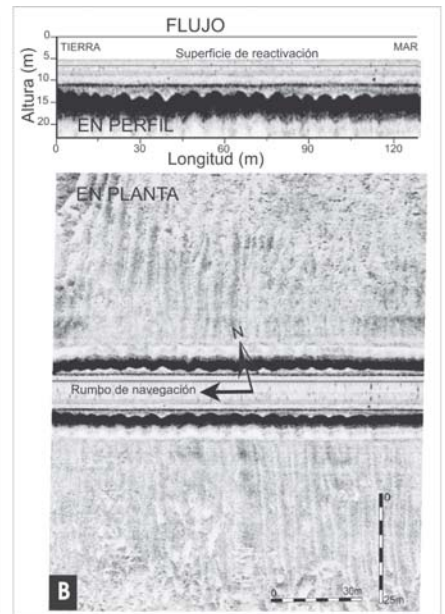 FLUJO
TIERRA
MAR
Superficie de reactivación
Altura (m)
0
5
10
15
20
EN PERFIL
0
30
60
90
120
Longitud (m)
EN PLANTA
N
Rumbo de navegación
0
30m
0
25m
B